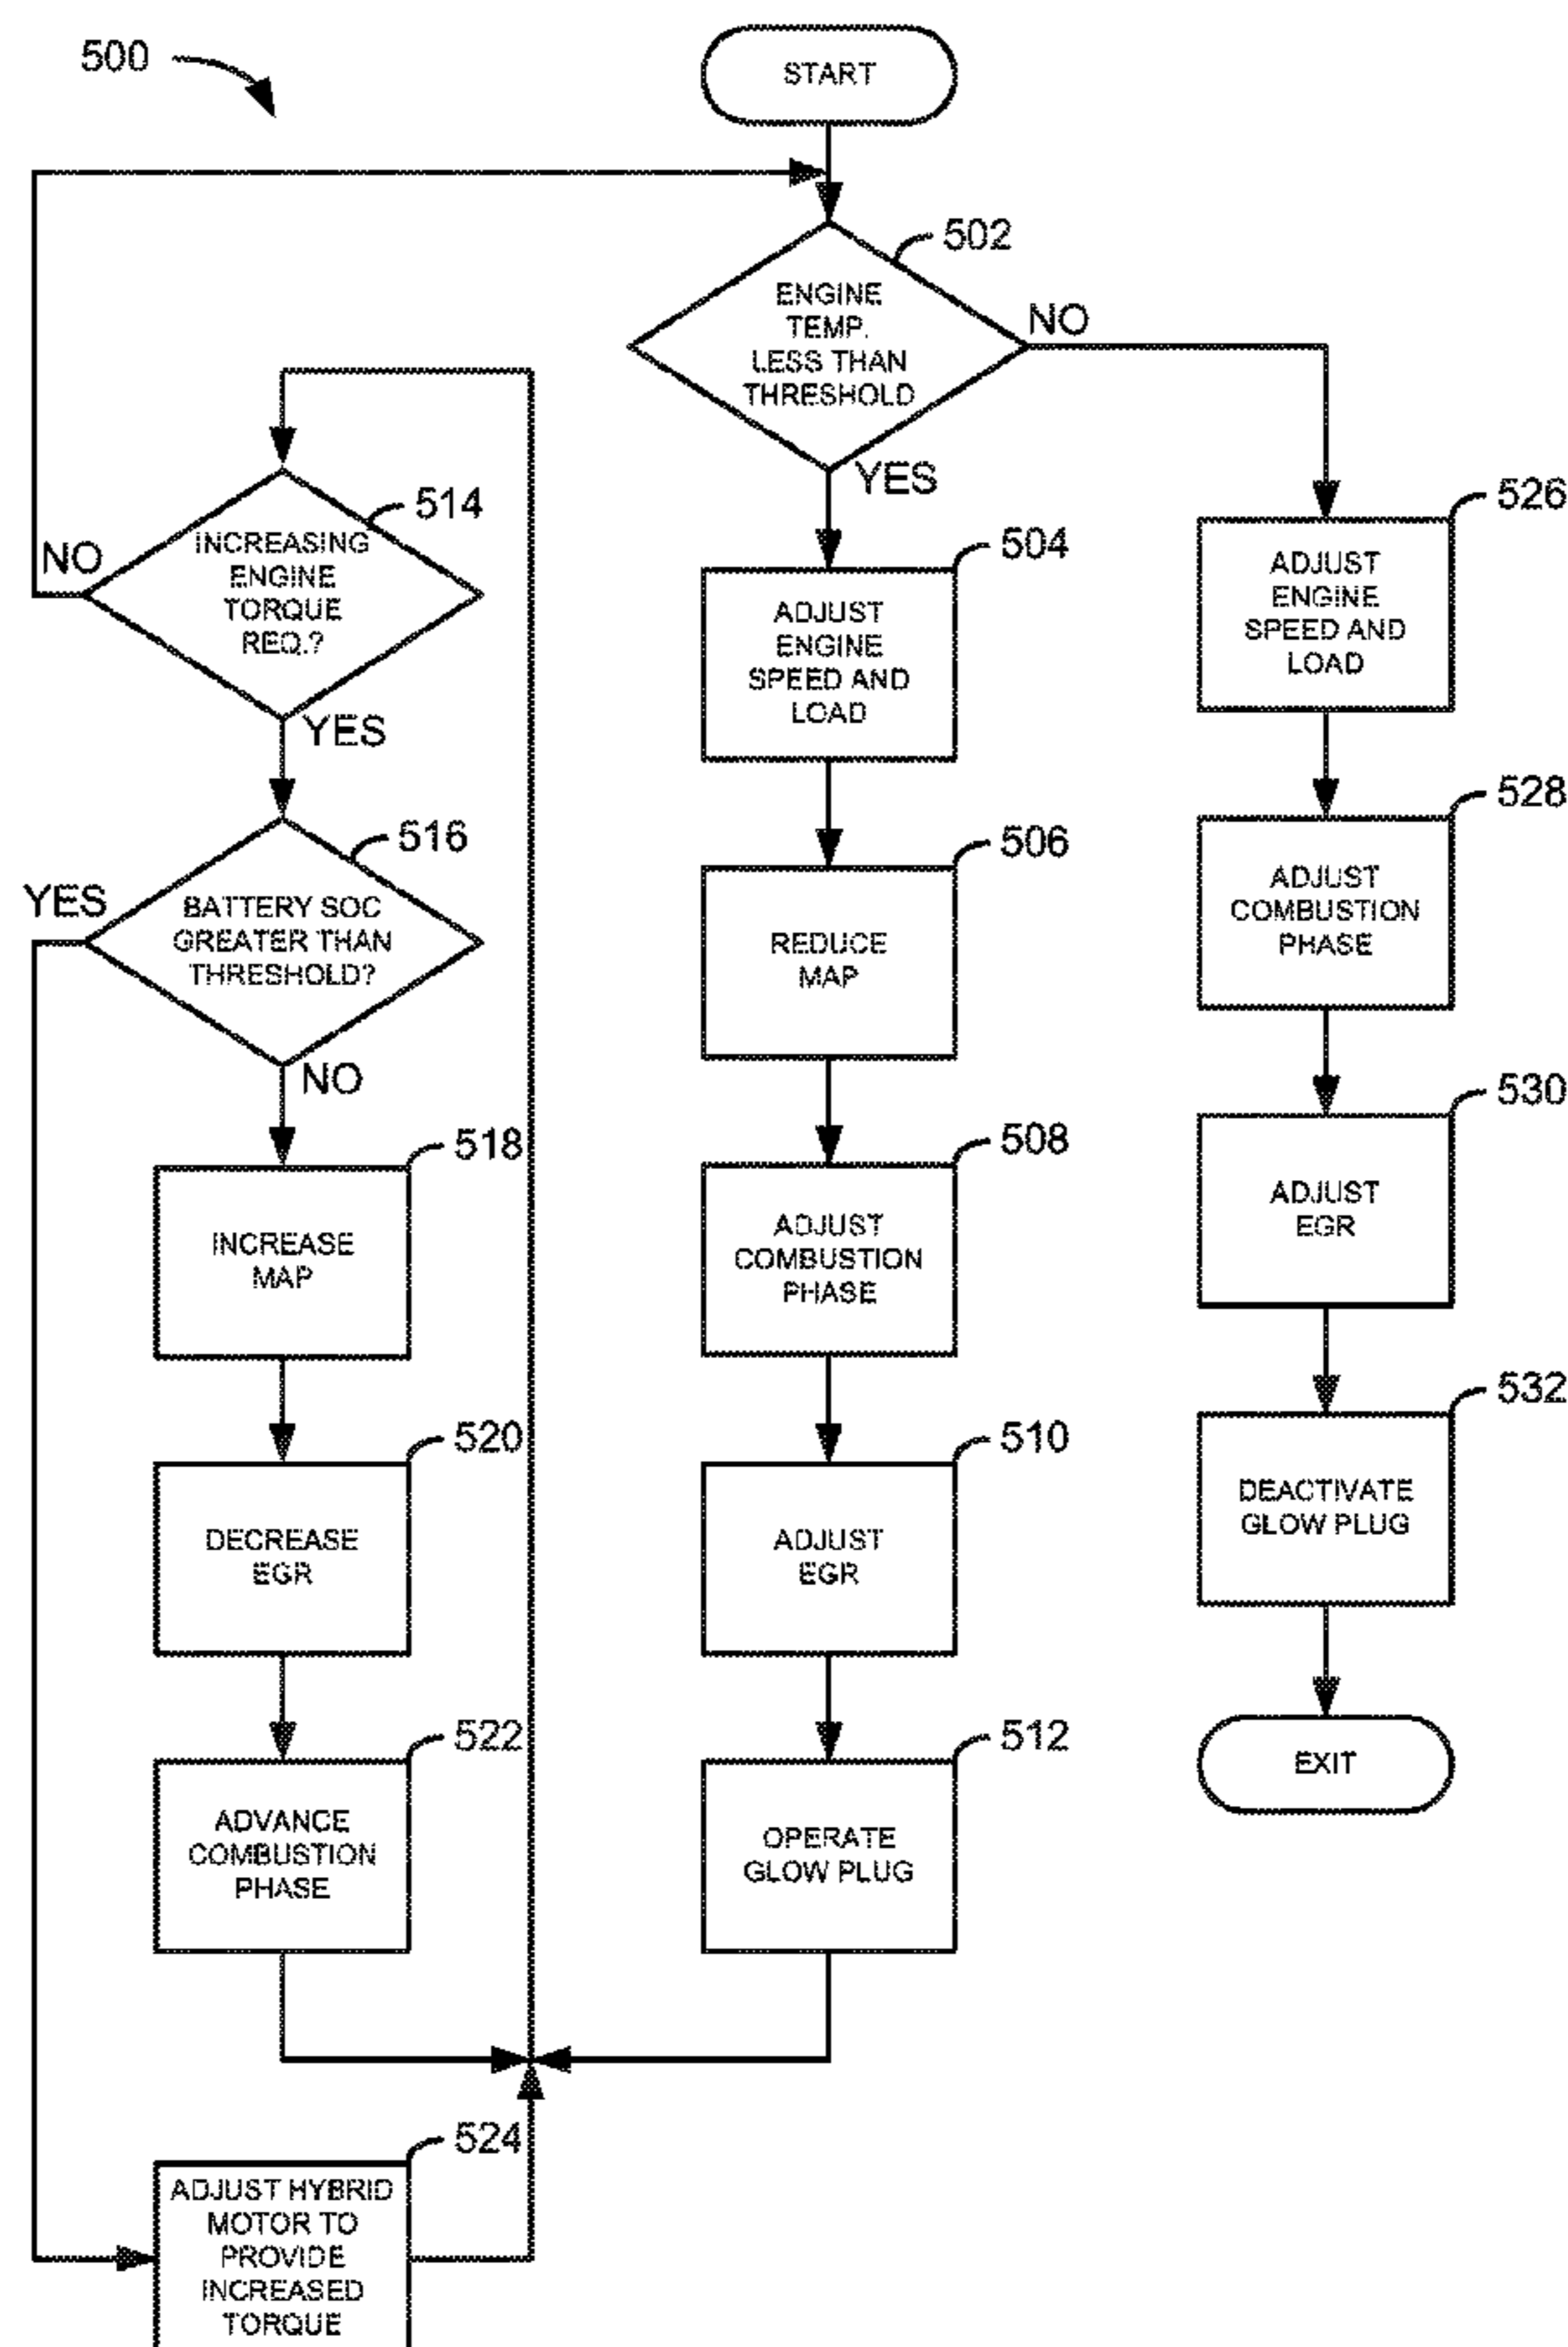 500
START
502
ENGINE
TEMP.
LESS THAN
THRESHOLD
NO
YES
514
INCREASING
ENGINE
TORQUE
REQ.?
NO
YES
516
BATTERY SOC
GREATER THAN
THRESHOLD?
YES
NO
518
INCREASE
MAP
520
DECREASE
EGR
522
ADVANCE
COMBUSTION
PHASE
524
ADJUST HYBRID
MOTOR TO
PROVIDE
INCREASED
TORQUE
504
ADJUST
ENGINE
SPEED AND
LOAD
506
REDUCE
MAP
508
ADJUST
COMBUSTION
PHASE
510
ADJUST
EGR
512
OPERATE
GLOW PLUG
526
ADJUST
ENGINE
SPEED AND
LOAD
528
ADJUST
COMBUSTION
PHASE
530
ADJUST
EGR
532
DEACTIVATE
GLOW PLUG
EXIT